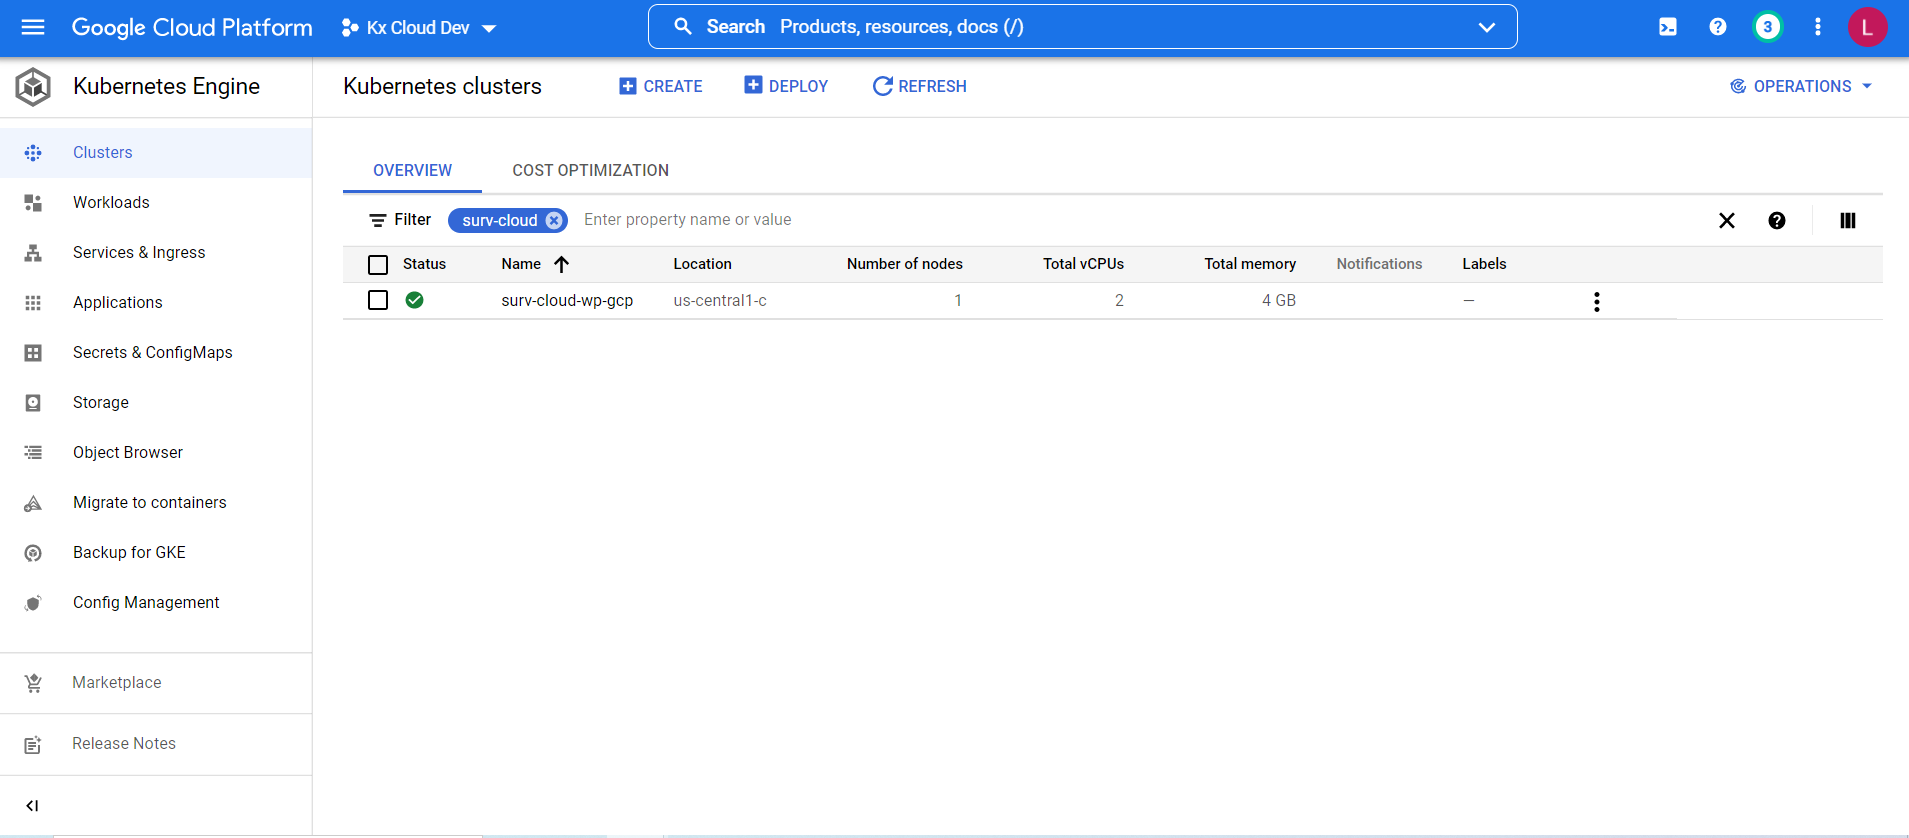 Google Cloud Platform Kx Cloud Dev Search Products, resources, docs (/) 3 L
Kubernetes Engine
Kubernetes clusters CREATE DEPLOY REFRESH OPERATIONS
Clusters
Workloads
Services & Ingress
Applications
Secrets & ConfigMaps
Storage
Object Browser
Migrate to containers
Backup for GKE
Config Management
Marketplace
Release Notes
OVERVIEW COST OPTIMIZATION
Filter surv-cloud Enter property name or value
Status Name Location Number of nodes Total vCPUs Total memory Notifications Labels
surv-cloud-wp-gcp us-central1-c 1 2 4 GB —